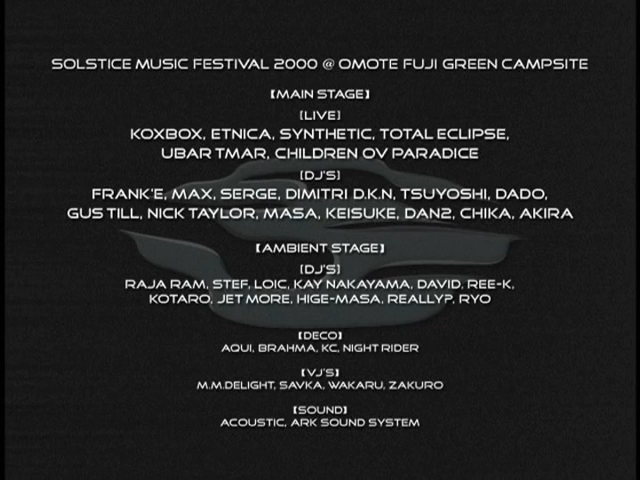 SOLSTICE MUSIC FESTIVAL 2000 @ OMOTE FUJI GREEN CAMPSITE
【MAIN STAGE】
[LIVE]
KOXBOX, ETNICA, SYNTHETIC, TOTAL ECLIPSE,
UBAR TMAR, CHILDREN OV PARADICE
[DJ'S]
FRANK'E, MAX, SERGE, DIMITRI D.K.N, TSUYOSHI, DADO,
GUS TILL, NICK TAYLOR, MASA, KEISUKE, DAN2, CHIKA, AKIRA
【AMBIENT STAGE】
[DJ'S]
RAJA RAM, STEF, LOIC, KAY NAKAYAMA, DAVID, REE-K,
KOTARO, JET MORE, HIGE-MASA, REALLY?, RYO
【DECO】
AQUI, BRAHMA, KC, NIGHT RIDER
【VJ'S】
M.M.DELIGHT, SAVKA, WAKARU, ZAKURO
【SOUND】
ACOUSTIC, ARK SOUND SYSTEM